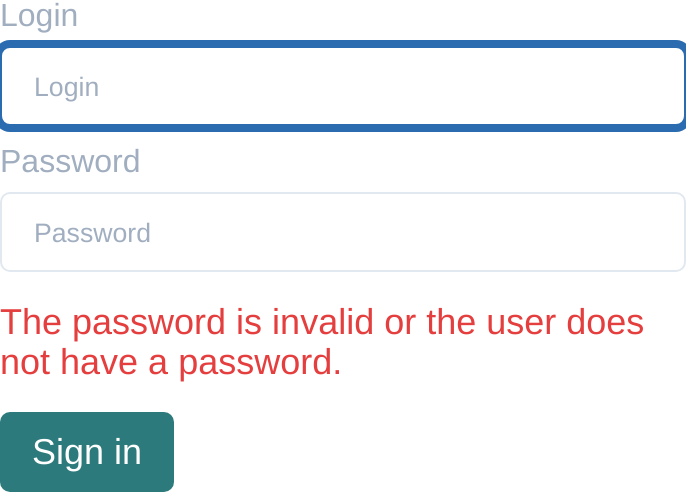 Login
Login
Password
Password
The password is invalid or the user does
not have a password.
Sign in